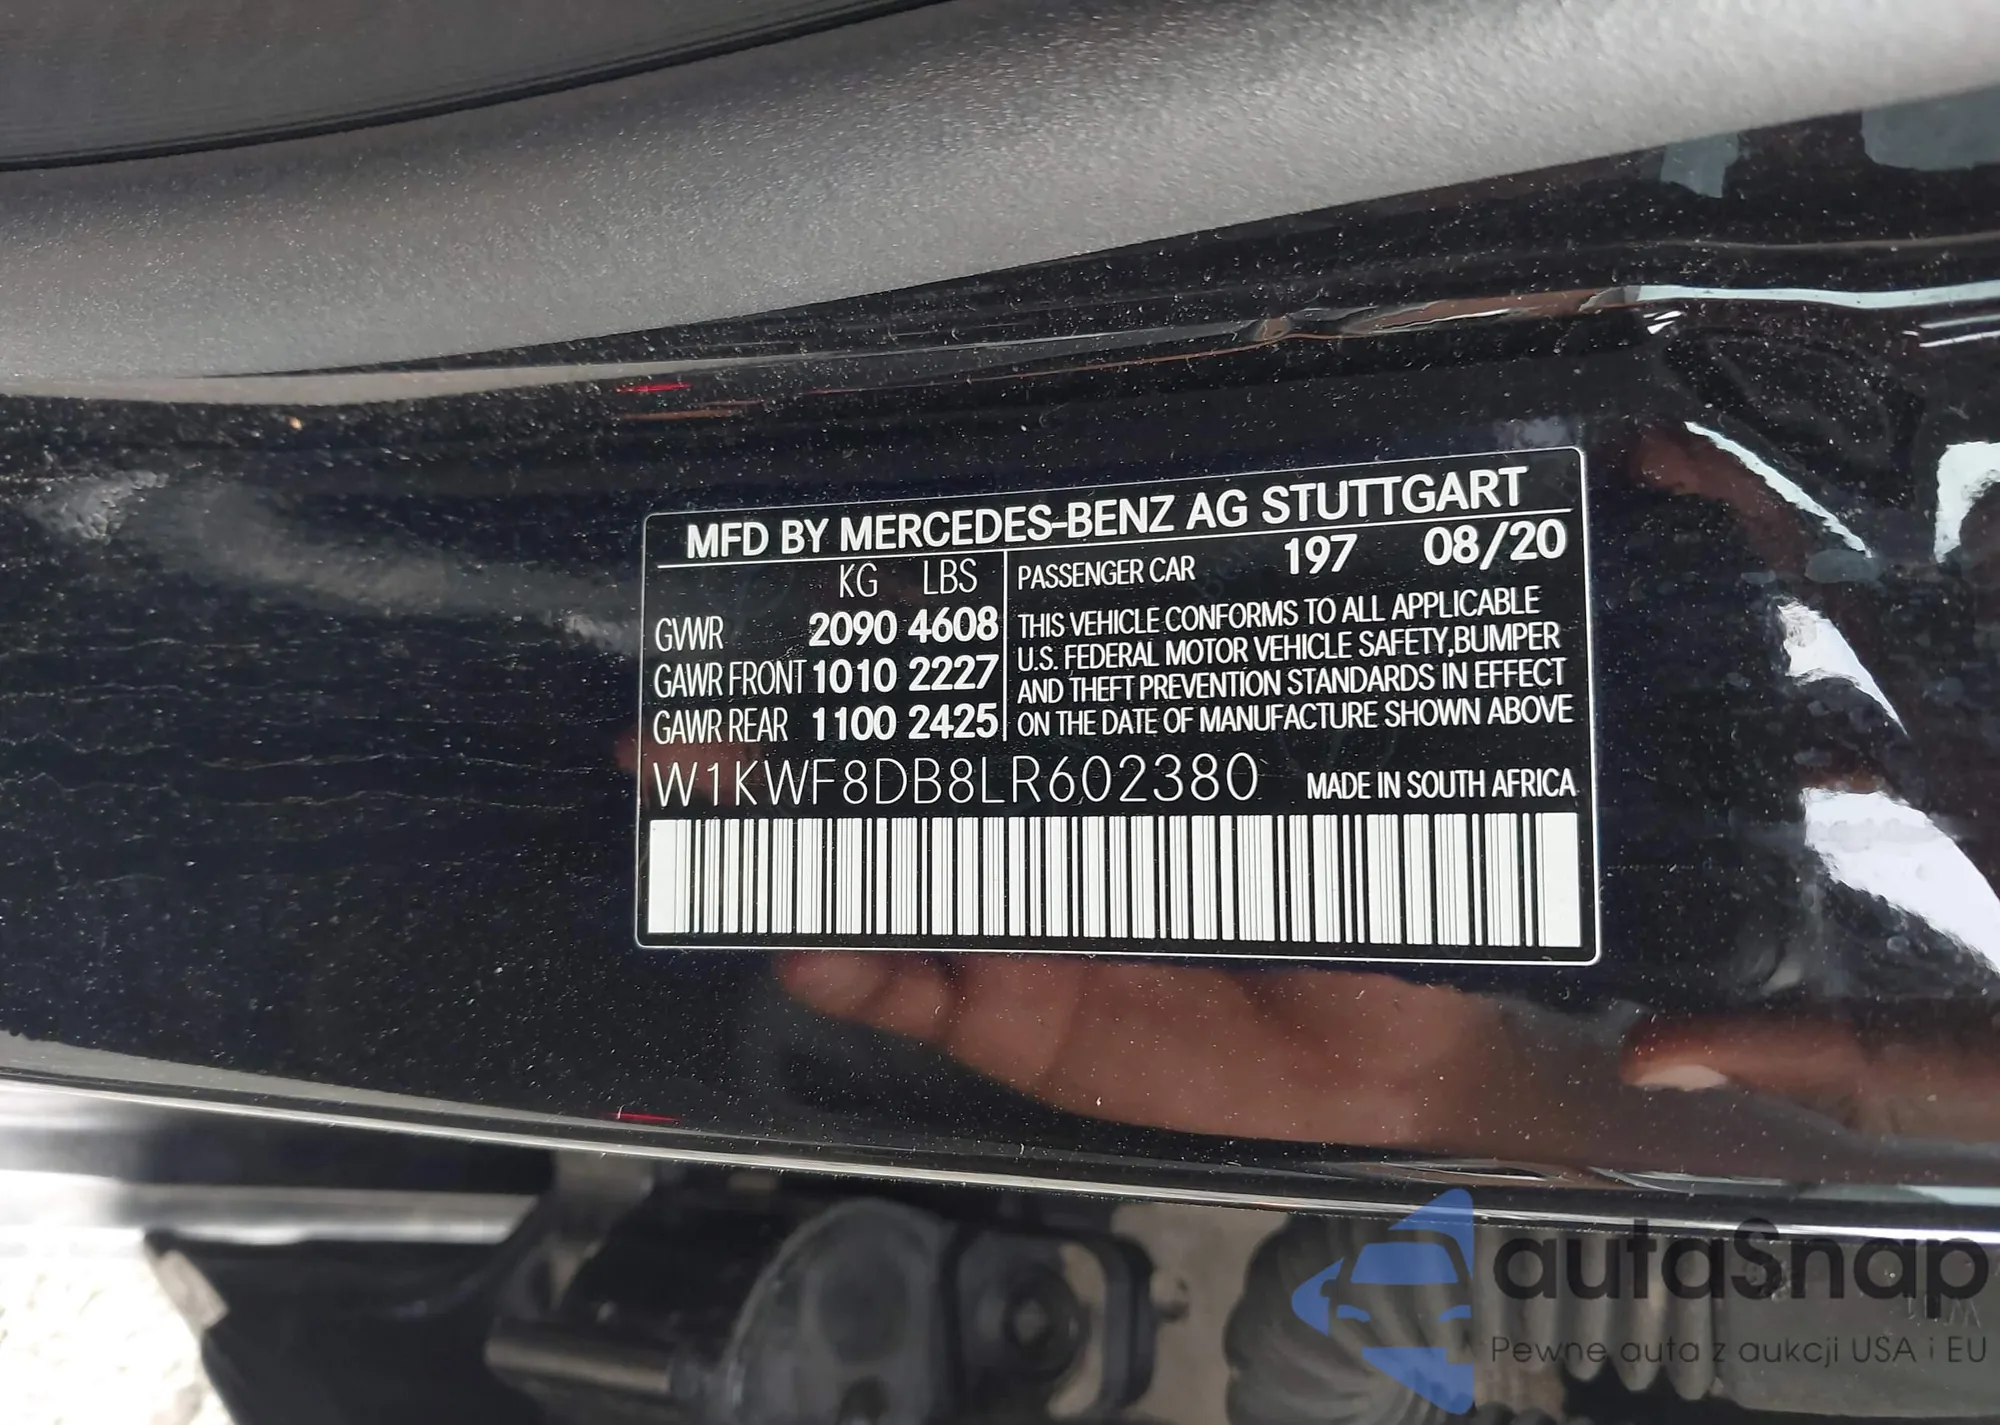 MFD BY MERCEDES-BENZ AG STUTTGART
KG LBS
GVWR 2090 4608
GAWR FRONT 1010 2227
GAWR REAR 1100 2425
PASSENGER CAR 197 08/20
THIS VEHICLE CONFORMS TO ALL APPLICABLE
U.S. FEDERAL MOTOR VEHICLE SAFETY,BUMPER
AND THEFT PREVENTION STANDARDS IN EFFECT
ON THE DATE OF MANUFACTURE SHOWN ABOVE
W1KWF8DB8LR602380 MADE IN SOUTH AFRICA
autaSnap
Pewne auta z aukcji USA i EU